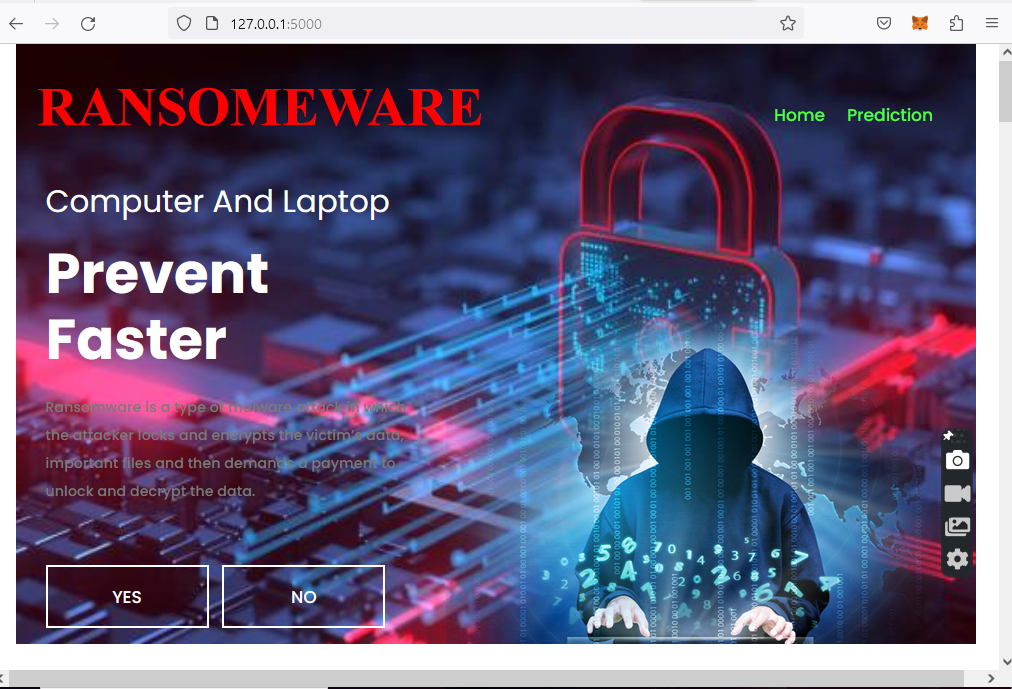 127.0.0.1:5000
RANSOMEWARE
Home Prediction
Computer And Laptop
Prevent
Faster
Ransomware is a type of malware attack in which
the attacker locks and encrypts the victim's data,
important files and then demands a payment to
unlock and decrypt the data.
YES NO